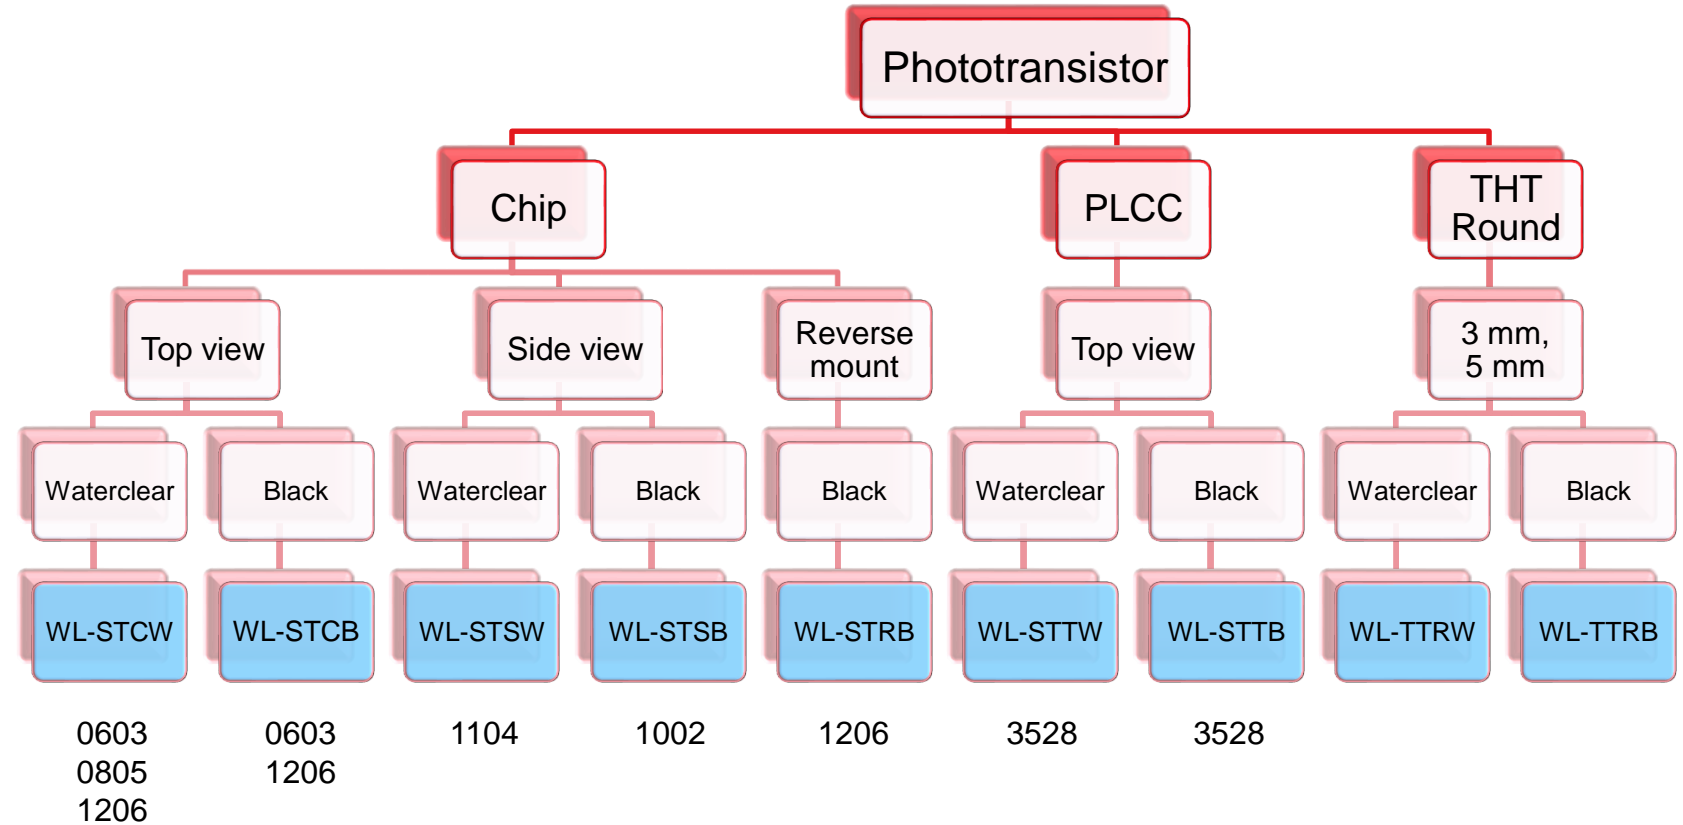 Phototransistor
Chip
PLCC
THT
Round
Top view
Side view
Reverse
mount
Top view
3 mm,
5 mm
Waterclear
Black
Waterclear
Black
Black
Waterclear
Black
Waterclear
Black
WL-STCW
WL-STCB
WL-STSW
WL-STSB
WL-STRB
WL-STTW
WL-STTB
WL-TTRW
WL-TTRB
0603
0805
1206
0603
1206
1104
1002
1206
3528
3528